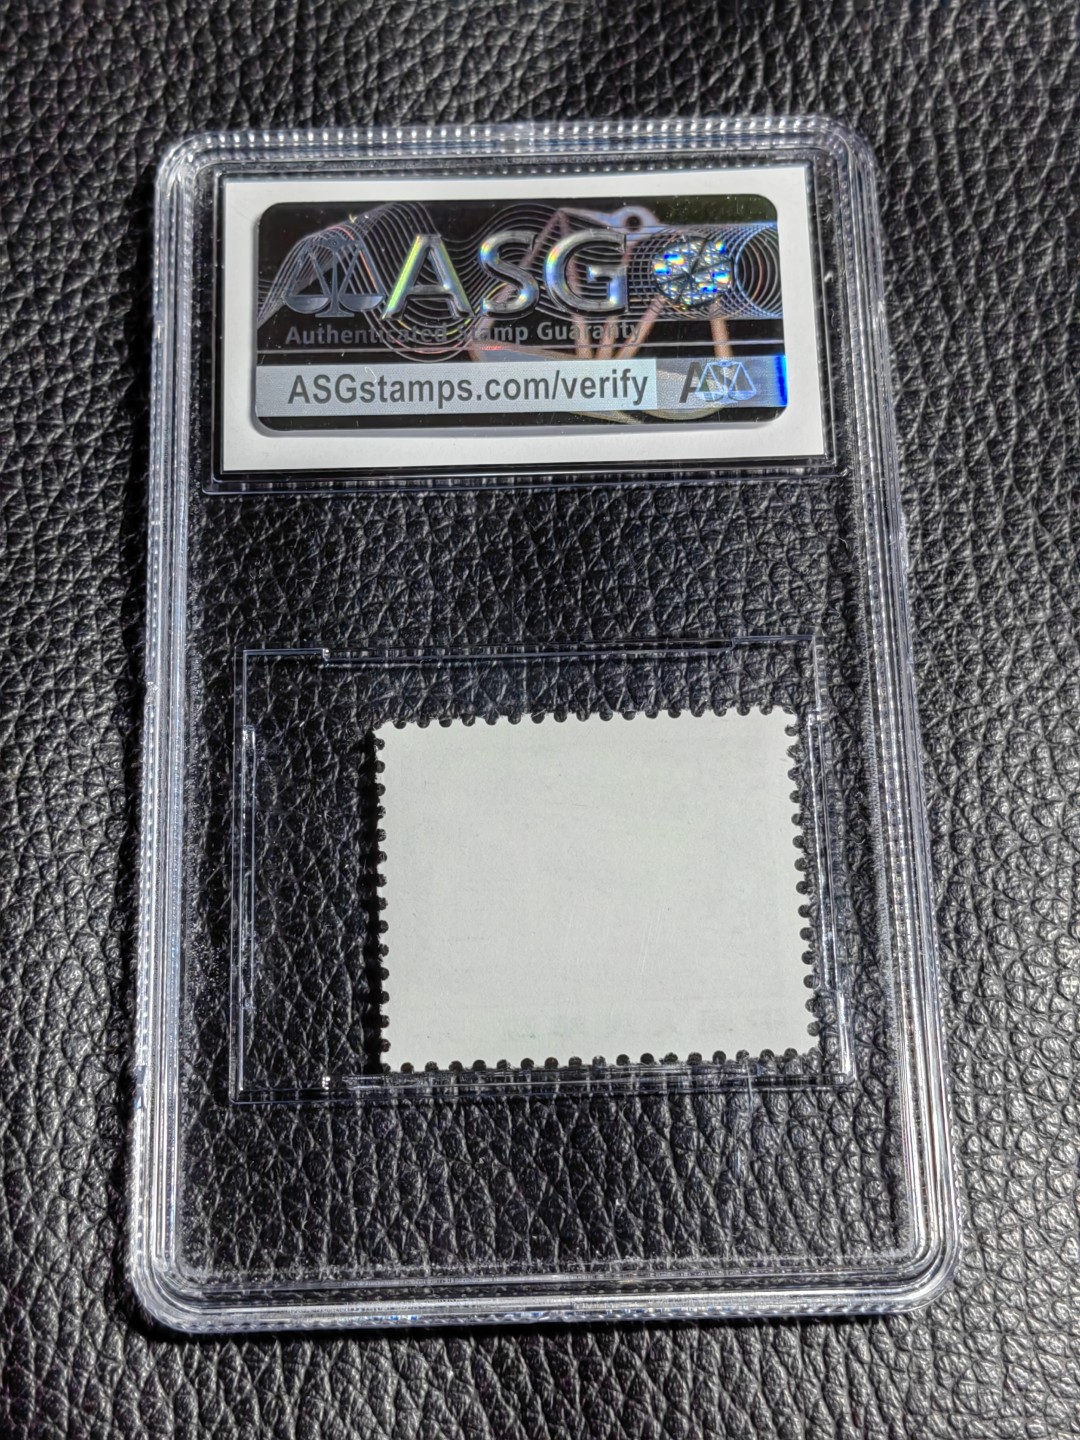 ASG
Authenticated Stamp Guaranty
ASGstamps.com/verify